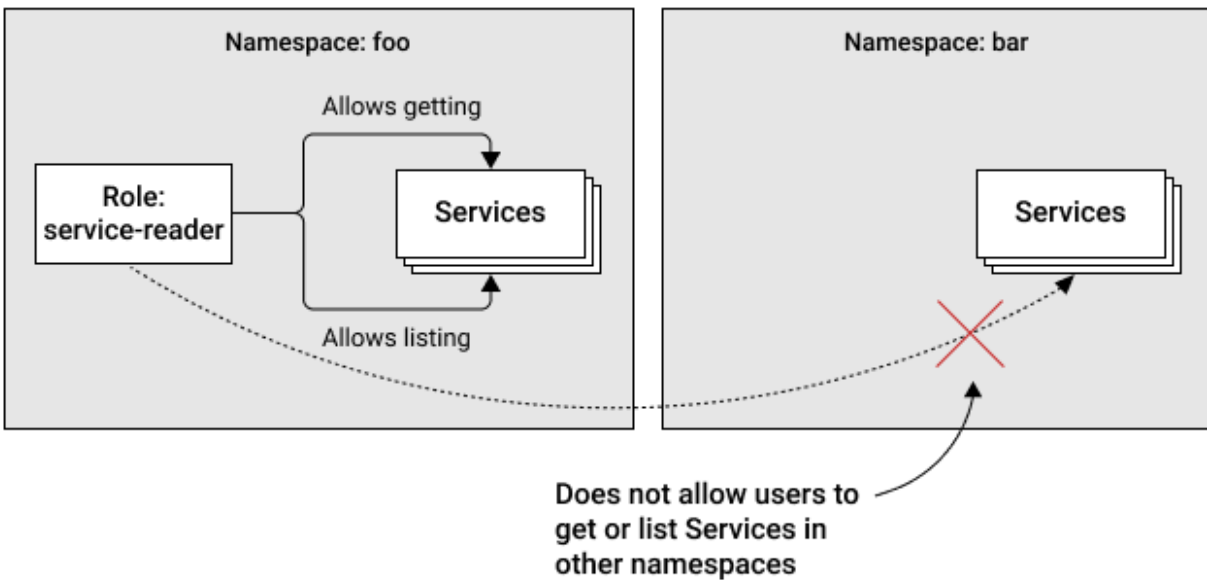 Namespace: foo
Namespace: bar
Allows getting
Role:
service-reader
Services
Services
Allows listing
Does not allow users to
get or list Services in
other namespaces